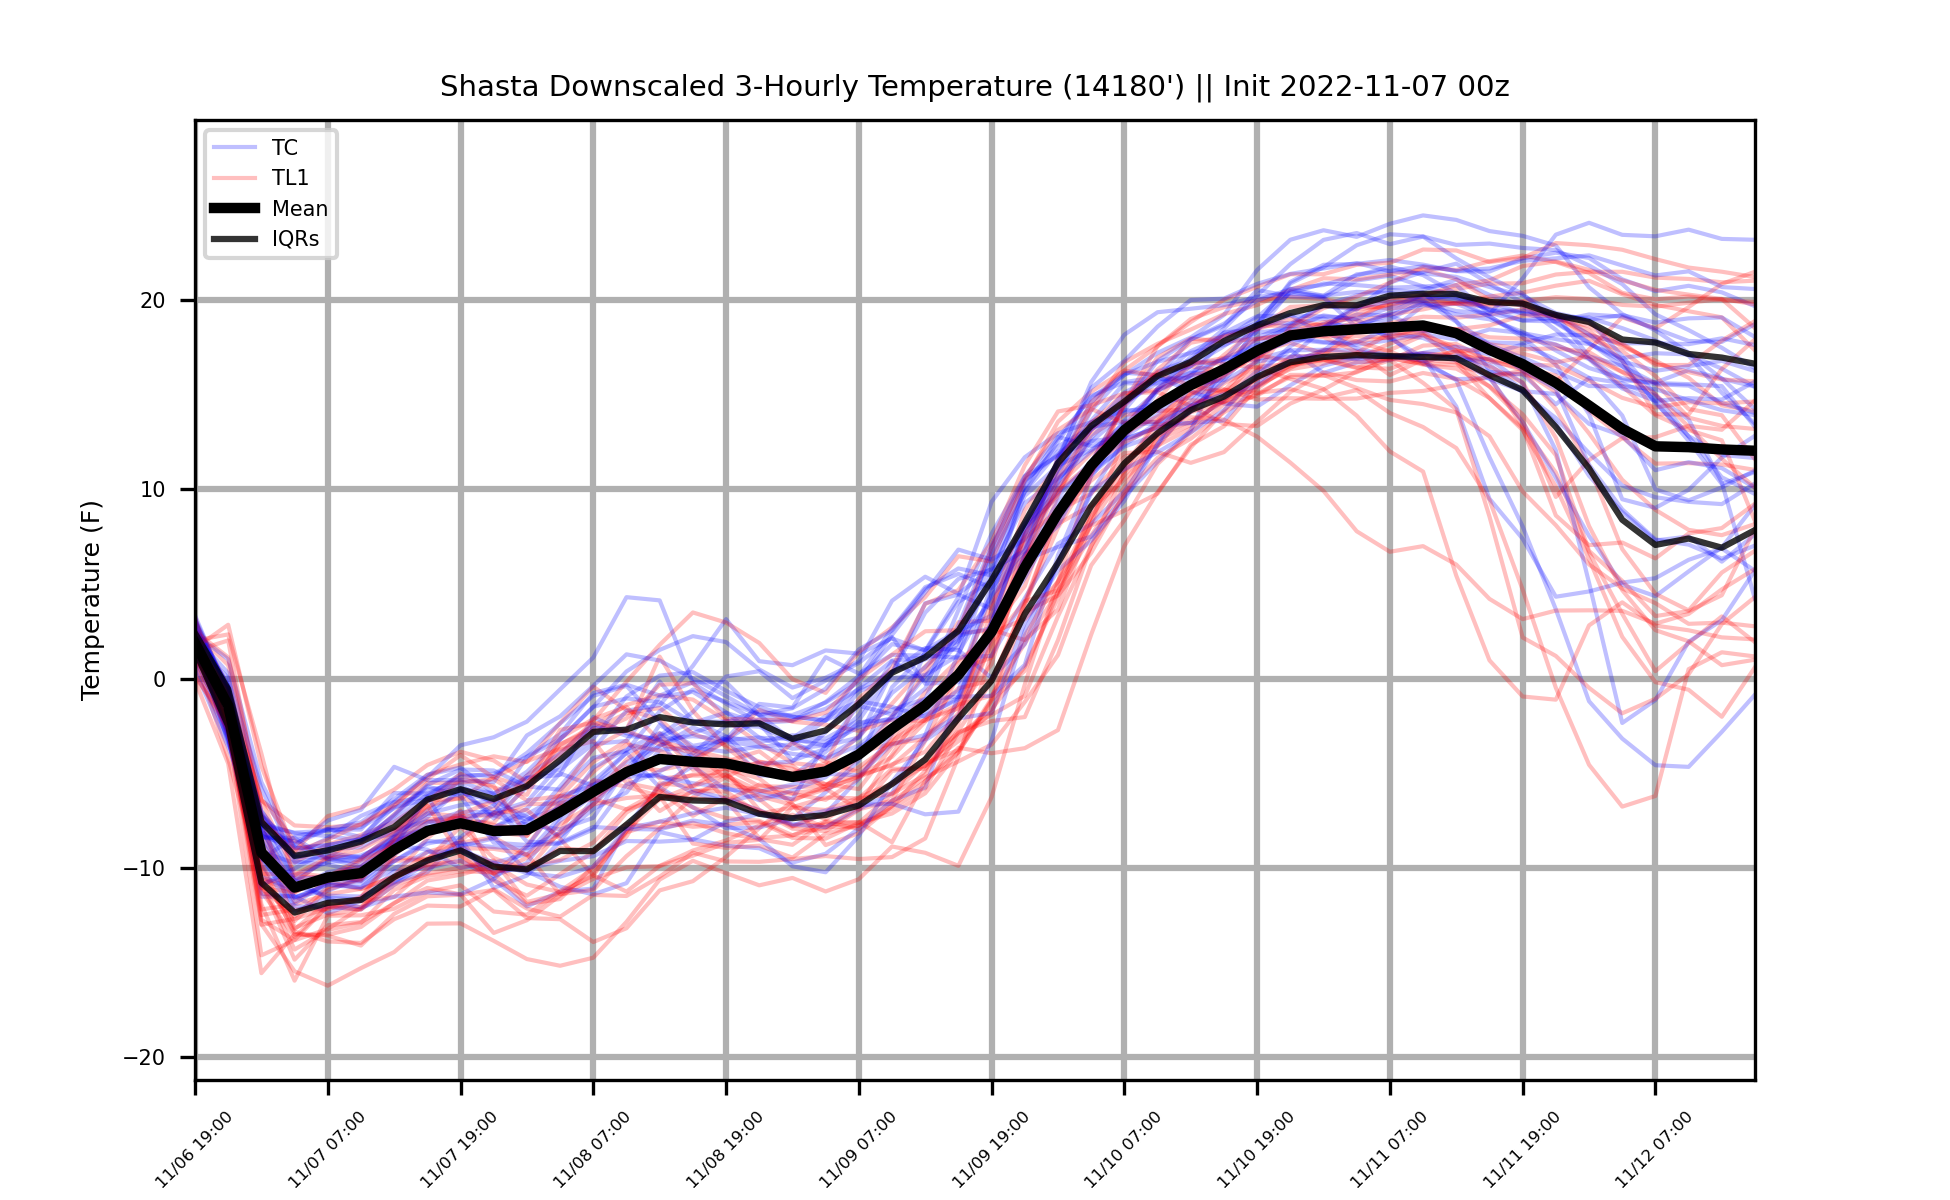 Shasta Downscaled 3-Hourly Temperature (14180') || Init 2022-11-07 00z
TC
TL1
Mean
IQRs
Temperature (F)
20
10
0
−10
−20
11/06 19:00
11/07 07:00
11/07 19:00
11/08 07:00
11/08 19:00
11/09 07:00
11/09 19:00
11/10 07:00
11/10 19:00
11/11 07:00
11/11 19:00
11/12 07:00